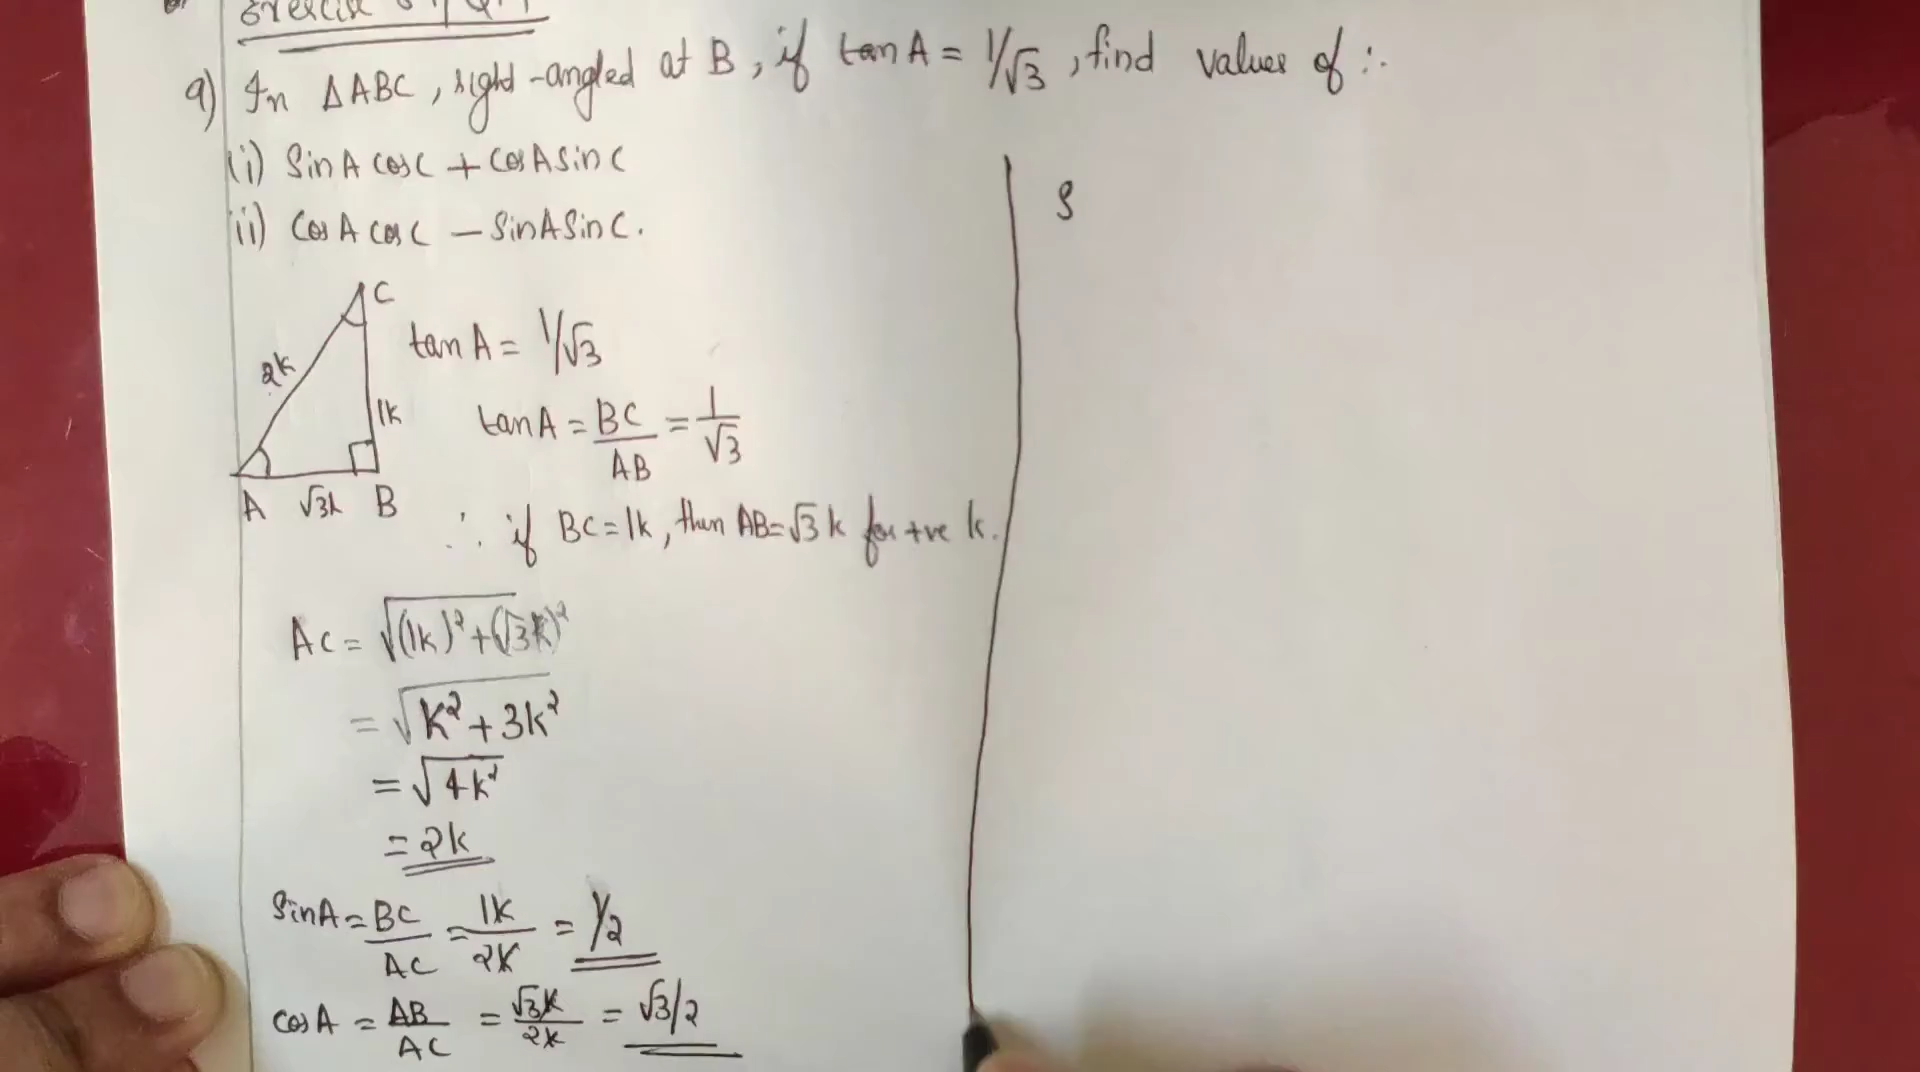 9) In ΔABC, right-angled at B, if tan A = 1/√3, find values of :.
(i) Sin A cos C + Cos A sin C
ii) Cos A cos C – Sin A Sin C.
C
2k
1k
A √3k B
tan A = 1/√3
tan A = BC/AB = 1/√3
∴ if BC = 1k, then AB = √3 k for +ve k.
AC = √(1k)² + (√3k)²
= √K² + 3k²
= √4k²
= 2k
Sin A = BC/AC = 1K/2K = 1/2
cos A = AB/AC = √3k/2k = √3/2
S